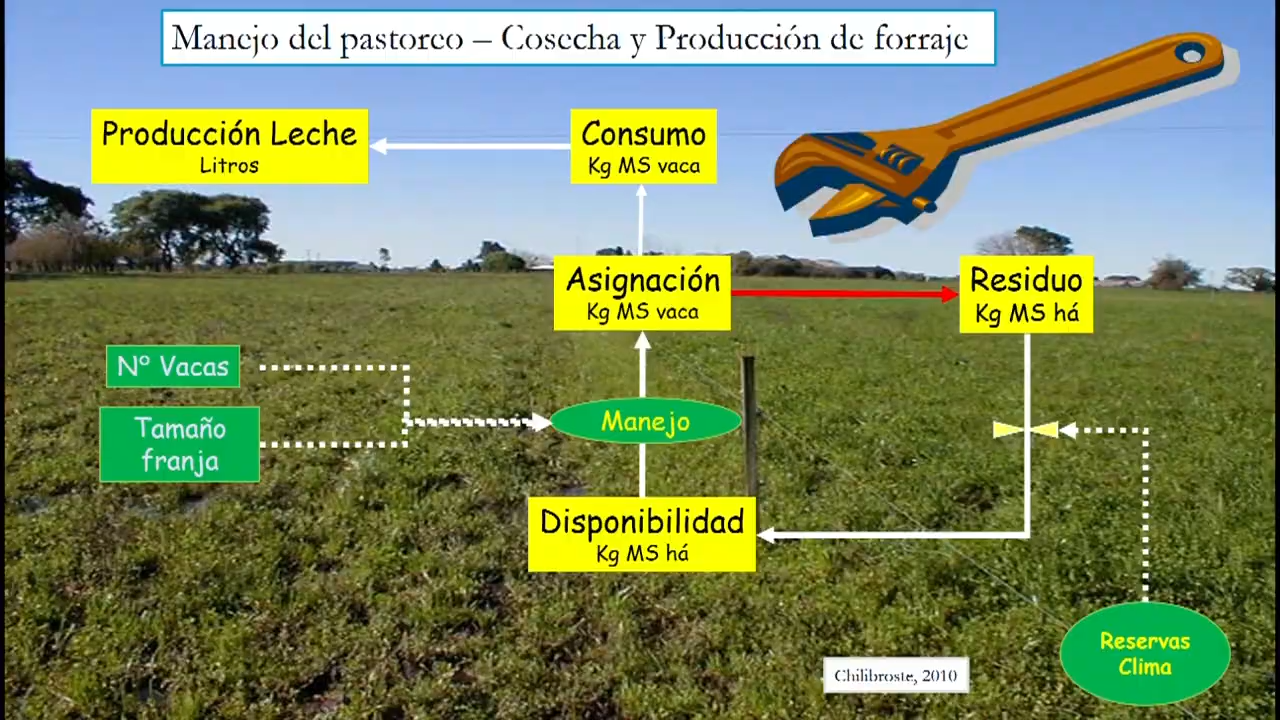 Manejo del pastoreo – Cosecha y Producción de forraje
Producción Leche
Litros
Consumo
Kg MS vaca
Asignación
Kg MS vaca
Residuo
Kg MS há
Nº Vacas
Tamaño
franja
Manejo
Disponibilidad
Kg MS há
Reservas
Clima
Chilibroste, 2010